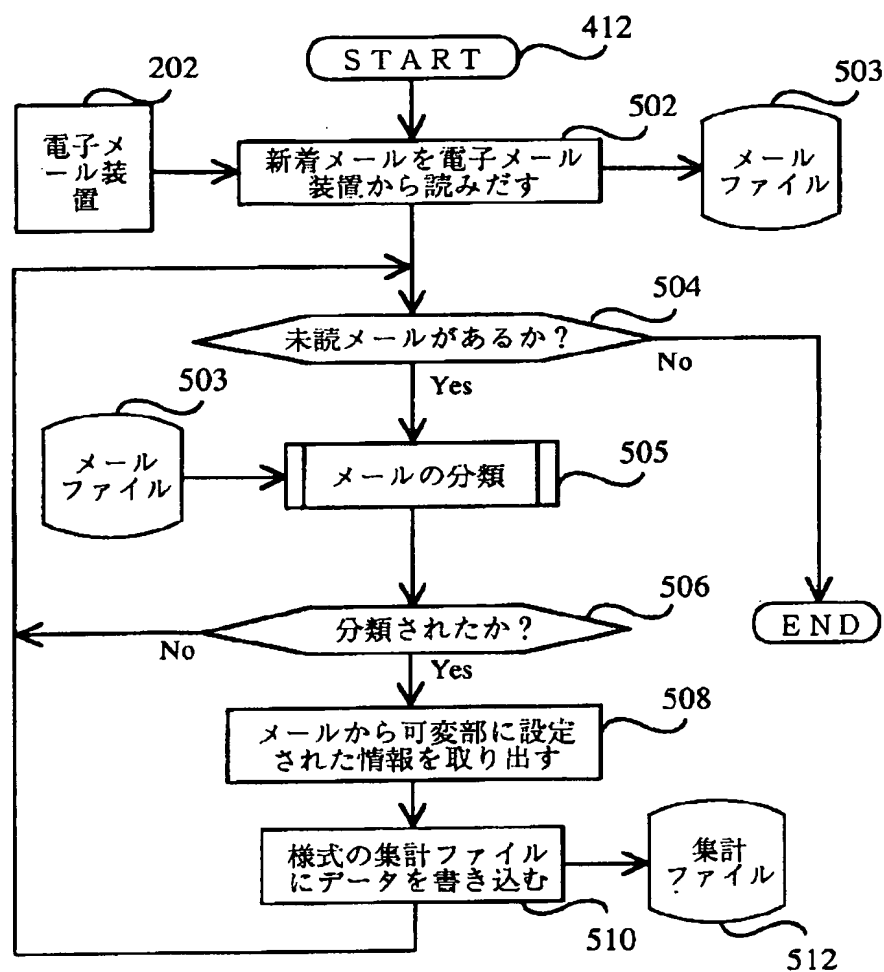 412
START
202
503
502
電子メ
ール装
置
新着メールを電子メール
装置から読みだす
メール
ファイル
504
未読メールがあるか?
No
Yes
503
メール
ファイル
メールの分類
505
506
分類されたか?
No
Yes
END
508
メールから可変部に設定
された情報を取り出す
様式の集計ファイル
にデータを書き込む
集計
ファイル
510
512